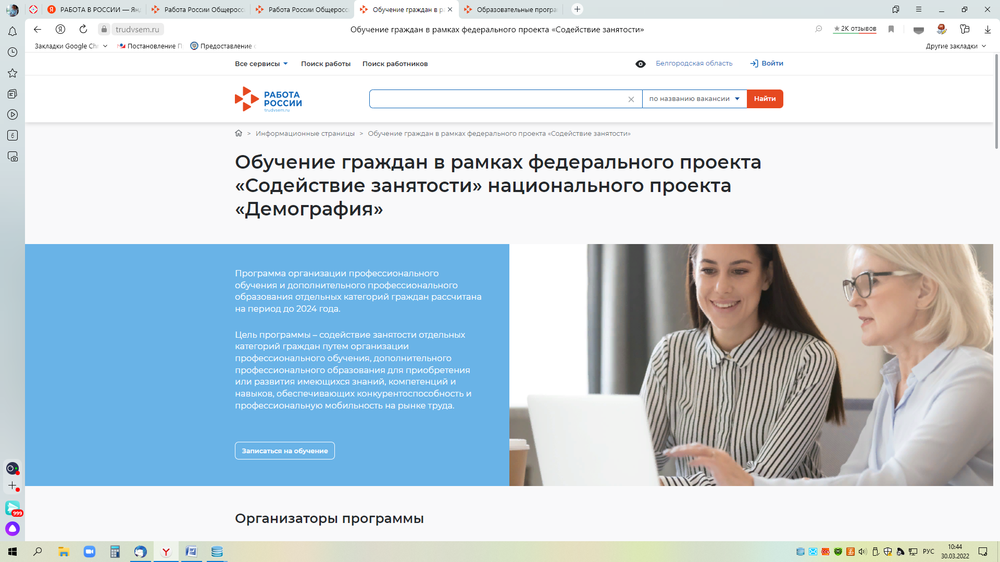 РАБОТА В РОССИИ — Ян
Работа России Общеросс
Работа России Общеросс
Обучение граждан в р
Образовательные програ
trudvsem.ru
Обучение граждан в рамках федерального проекта «Содействие занятости»
★2К отзывов
Закладки Google Ch
Постановление П
Предоставление с
Другие закладки
6
Все сервисы
Поиск работы
Поиск работников
Белгородская область
Войти
РАБОТА
РОССИИ
trudvsem.ru
по названию вакансии
Найти
> Информационные страницы > Обучение граждан в рамках федерального проекта «Содействие занятости»
Обучение граждан в рамках федерального проекта
«Содействие занятости» национального проекта
«Демография»
Программа организации профессионального
обучения и дополнительного профессионального
образования отдельных категорий граждан рассчитана
на период до 2024 года.
Цель программы – содействие занятости отдельных
категорий граждан путем организации
профессионального обучения, дополнительного
профессионального образования для приобретения
или развития имеющихся знаний, компетенций и
навыков, обеспечивающих конкурентоспособность и
профессиональную мобильность на рынке труда.
Записаться на обучение
Организаторы программы
999
РУС
10:44
30.03.2022